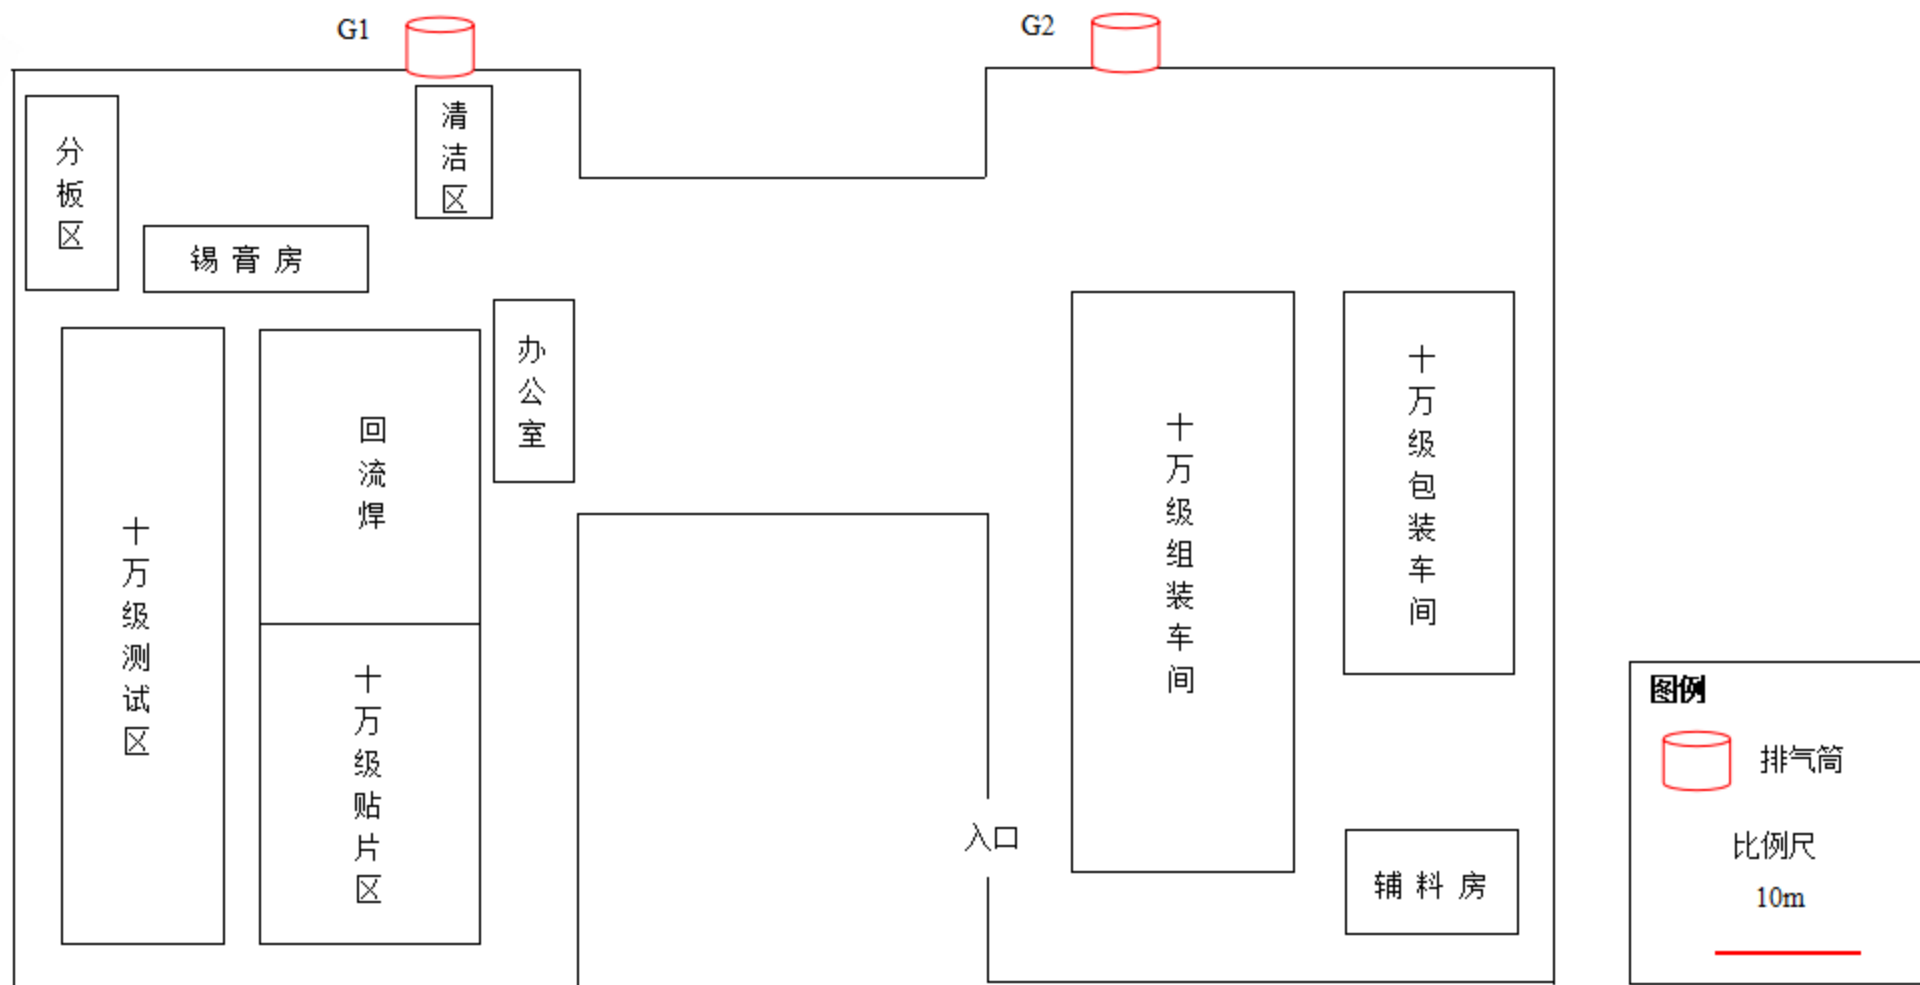 G1
G2
分板区
清洁区
锡膏房
办公室
回流焊
十万级测试区
十万级贴片区
十万级组装车间
十万级包装车间
入口
辅料房
图例
排气筒
比例尺
10m